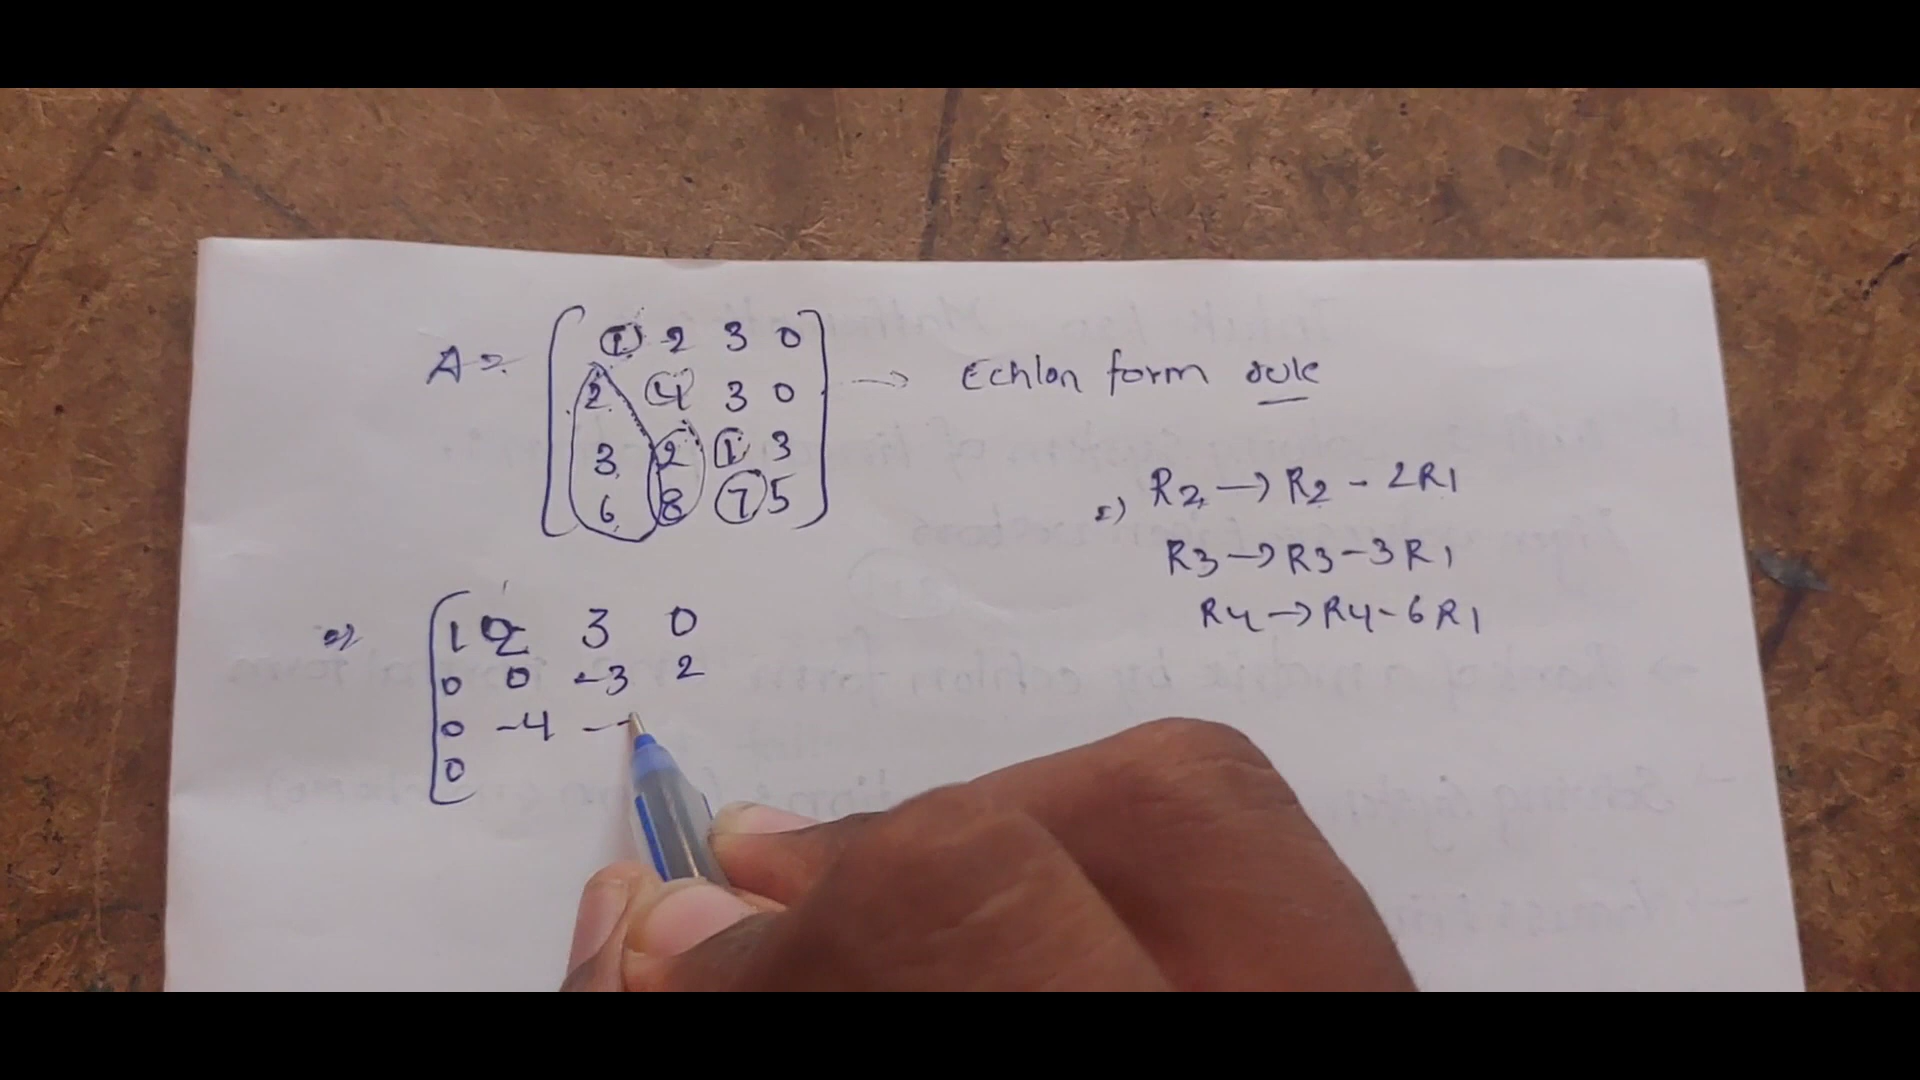 A = [ 1 2 3 0
2 4 3 0 → Echlon form rule
3 2 1 3
6 8 7 5 ]
R2 → R2 - 2R1
R3 → R3 - 3R1
R4 → R4 - 6R1
[ 1 2 3 0
0 0 -3 2
0 -4 -
0